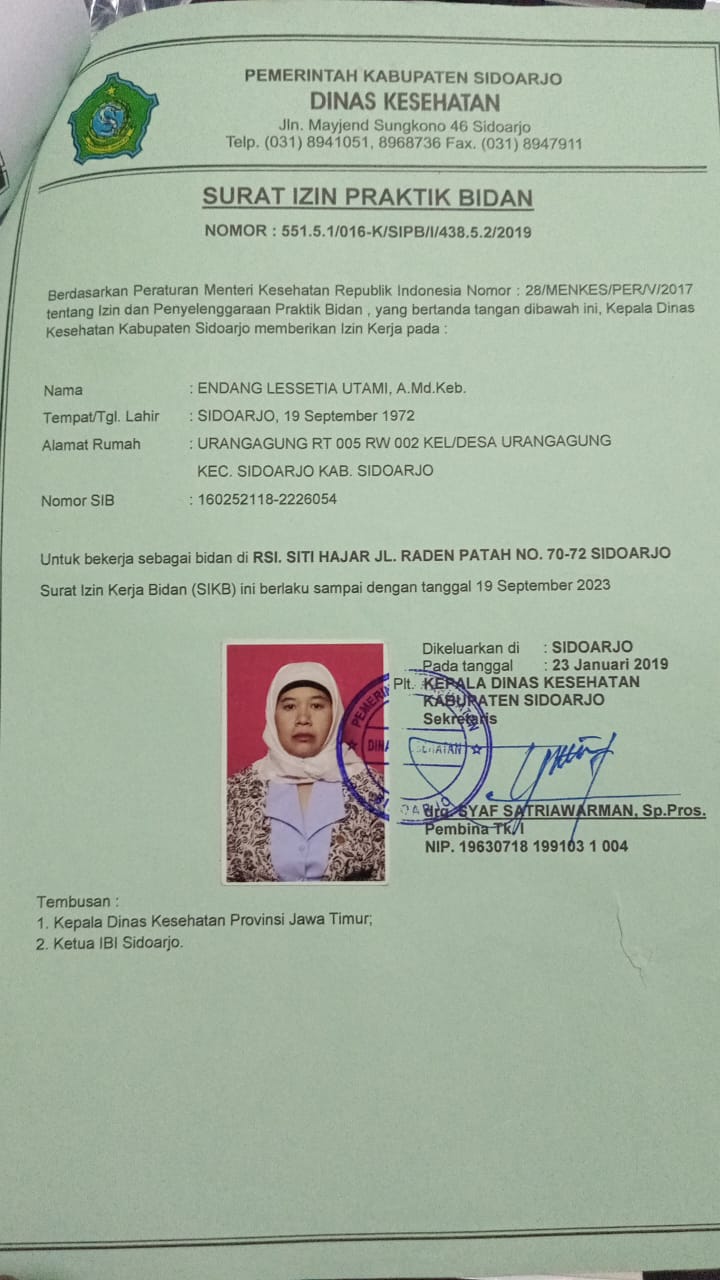 PEMERINTAH KABUPATEN SIDOARJO
DINAS KESEHATAN
Jln. Mayjend Sungkono 46 Sidoarjo
Telp. (031) 8941051, 8968736 Fax. (031) 8947911
SURAT IZIN PRAKTIK BIDAN
NOMOR : 551.5.1/016-K/SIPB/I/438.5.2/2019
Berdasarkan Peraturan Menteri Kesehatan Republik Indonesia Nomor : 28/MENKES/PER/V/2017
tentang Izin dan Penyelenggaraan Praktik Bidan , yang bertanda tangan dibawah ini, Kepala Dinas
Kesehatan Kabupaten Sidoarjo memberikan Izin Kerja pada :
Nama : ENDANG LESSETIA UTAMI, A.Md.Keb.
Tempat/Tgl. Lahir : SIDOARJO, 19 September 1972
Alamat Rumah : URANGAGUNG RT 005 RW 002 KEL/DESA URANGAGUNG
KEC. SIDOARJO KAB. SIDOARJO
Nomor SIB : 160252118-2226054
Untuk bekerja sebagai bidan di RSI. SITI HAJAR JL. RADEN PATAH NO. 70-72 SIDOARJO
Surat Izin Kerja Bidan (SIKB) ini berlaku sampai dengan tanggal 19 September 2023
Dikeluarkan di : SIDOARJO
Pada tanggal : 23 Januari 2019
Plt. KEPALA DINAS KESEHATAN
KABUPATEN SIDOARJO
Sekretaris
drg. SYAF SATRIAWARMAN, Sp.Pros.
Pembina Tk. I
NIP. 19630718 199103 1 004
Tembusan :
1. Kepala Dinas Kesehatan Provinsi Jawa Timur;
2. Ketua IBI Sidoarjo.